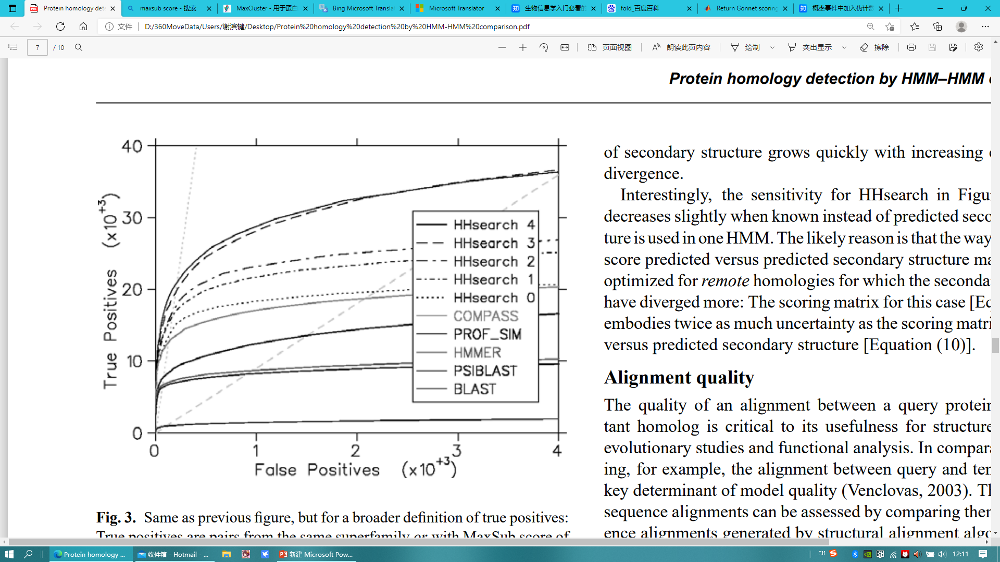 Protein homology dete
maxsub score - 搜索
MaxCluster - 用于蛋白
Bing Microsoft Transla
Microsoft Translator
生物信息学入门必看的
fold_百度百科
Return Gonnet scoring
概率事件中加入伪计数
文件
D:/360MoveData/Users/谢滨键/Desktop/Protein%20homology%20detection%20by%20HMM-HMM%20comparison.pdf
7 / 10
页面视图
朗读此页内容
绘制
突出显示
擦除
Protein homology detection by HMM–HMM c
40
30
20
10
0
True Positives (x10+3)
HHsearch 4
HHsearch 3
HHsearch 2
HHsearch 1
HHsearch 0
COMPASS
PROF_SIM
HMMER
PSIBLAST
BLAST
0 1 2 3 4
False Positives (x10+3)
Fig. 3. Same as previous figure, but for a broader definition of true positives:
True positives are pairs from the same superfamily or with MaxSub score of
of secondary structure grows quickly with increasing e
divergence.
Interestingly, the sensitivity for HHsearch in Figu
decreases slightly when known instead of predicted seco
ture is used in one HMM. The likely reason is that the way
score predicted versus predicted secondary structure ma
optimized for remote homologies for which the seconda
have diverged more: The scoring matrix for this case [Eq
embodies twice as much uncertainty as the scoring matri
versus predicted secondary structure [Equation (10)].
Alignment quality
The quality of an alignment between a query protein
tant homolog is critical to its usefulness for structure
evolutionary studies and functional analysis. In compara
ing, for example, the alignment between query and tem
key determinant of model quality (Venclovas, 2003). Th
sequence alignments can be assessed by comparing then
ence alignments generated by structural alignment algo
Protein homology ...
收件箱 - Hotmail - ...
新建 Microsoft Pow...
CH
12:11